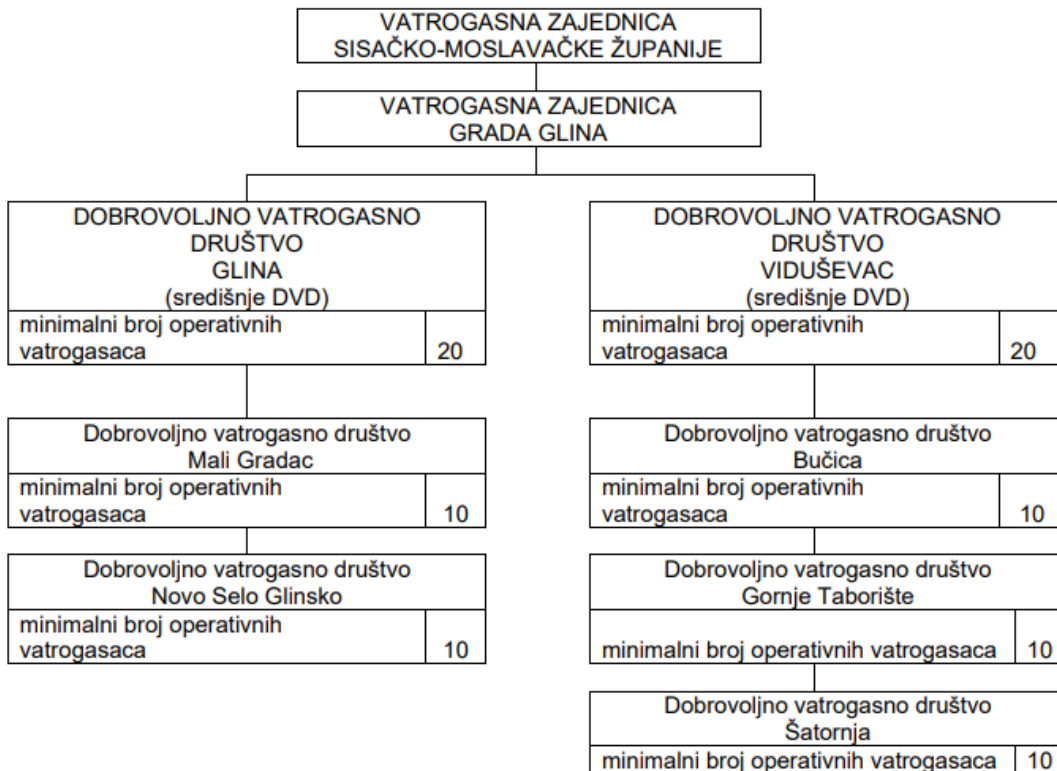 VATROGASNA ZAJEDNICA
SISAČKO-MOSLAVAČKE ŽUPANIJE
VATROGASNA ZAJEDNICA
GRADA GLINA
DOBROVOLJNO VATROGASNO
DRUŠTVO
GLINA
(središnje DVD)
minimalni broj operativnih
vatrogasaca 20
Dobrovoljno vatrogasno društvo
Mali Gradac
minimalni broj operativnih
vatrogasaca 10
Dobrovoljno vatrogasno društvo
Novo Selo Glinsko
minimalni broj operativnih
vatrogasaca 10
DOBROVOLJNO VATROGASNO
DRUŠTVO
VIDUŠEVAC
(središnje DVD)
minimalni broj operativnih
vatrogasaca 20
Dobrovoljno vatrogasno društvo
Bučica
minimalni broj operativnih
vatrogasaca 10
Dobrovoljno vatrogasno društvo
Gornje Taborište
minimalni broj operativnih vatrogasaca 10
Dobrovoljno vatrogasno društvo
Šatornja
minimalni broj operativnih vatrogasaca 10